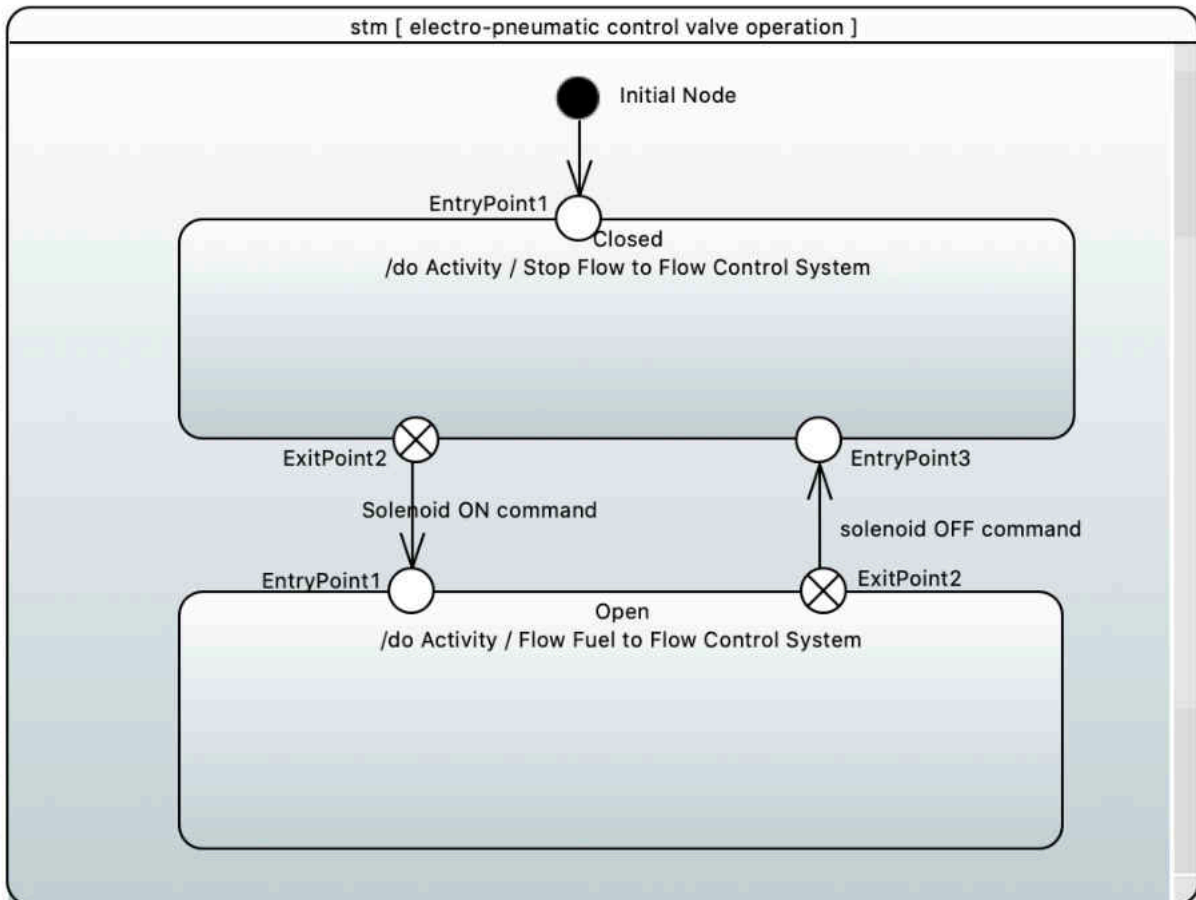 stm [ electro-pneumatic control valve operation ]
Initial Node
EntryPoint1
Closed
/do Activity / Stop Flow to Flow Control System
ExitPoint2
EntryPoint3
Solenoid ON command
solenoid OFF command
EntryPoint1
ExitPoint2
Open
/do Activity / Flow Fuel to Flow Control System